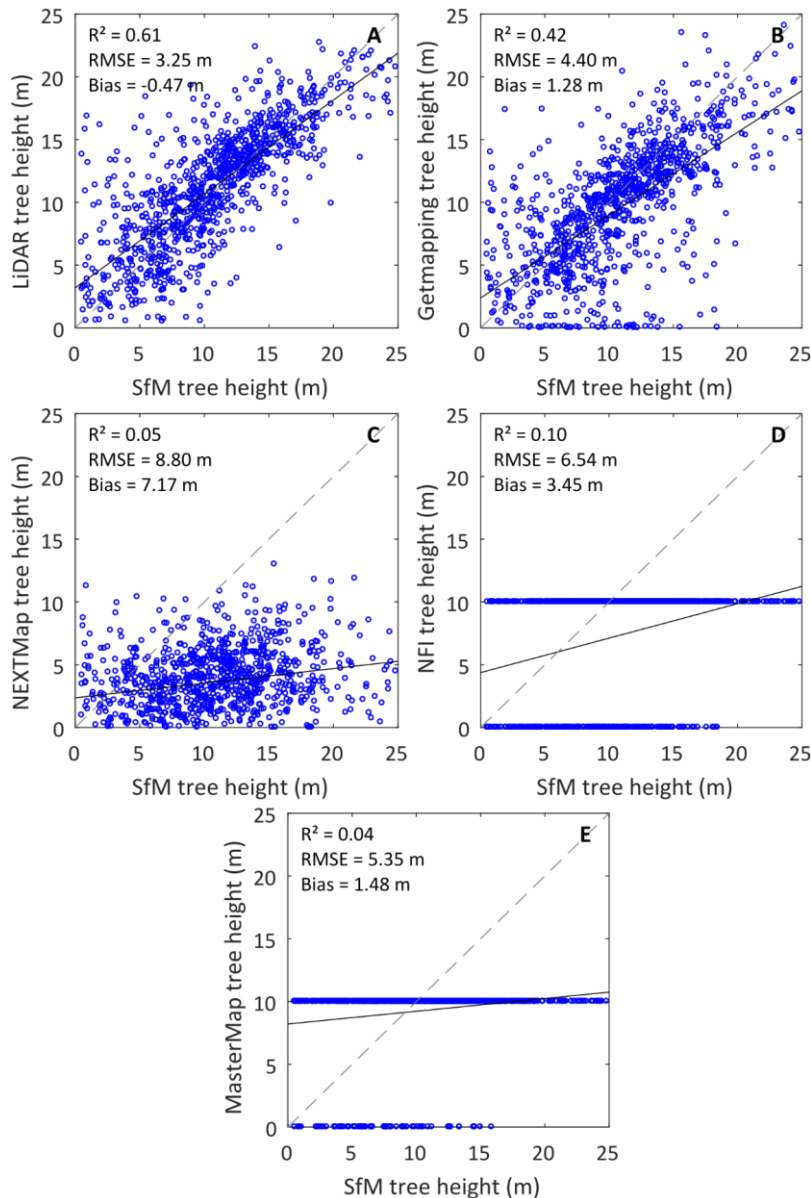 A
R² = 0.61
RMSE = 3.25 m
Bias = -0.47 m
LiDAR tree height (m)
25
20
15
10
5
0
0 5 10 15 20 25
SfM tree height (m)
B
R² = 0.42
RMSE = 4.40 m
Bias = 1.28 m
Getmapping tree height (m)
25
20
15
10
5
0
0 5 10 15 20 25
SfM tree height (m)
C
R² = 0.05
RMSE = 8.80 m
Bias = 7.17 m
NEXTMap tree height (m)
25
20
15
10
5
0
0 5 10 15 20 25
SfM tree height (m)
D
R² = 0.10
RMSE = 6.54 m
Bias = 3.45 m
NFI tree height (m)
25
20
15
10
5
0
0 5 10 15 20 25
SfM tree height (m)
E
R² = 0.04
RMSE = 5.35 m
Bias = 1.48 m
MasterMap tree height (m)
25
20
15
10
5
0
0 5 10 15 20 25
SfM tree height (m)